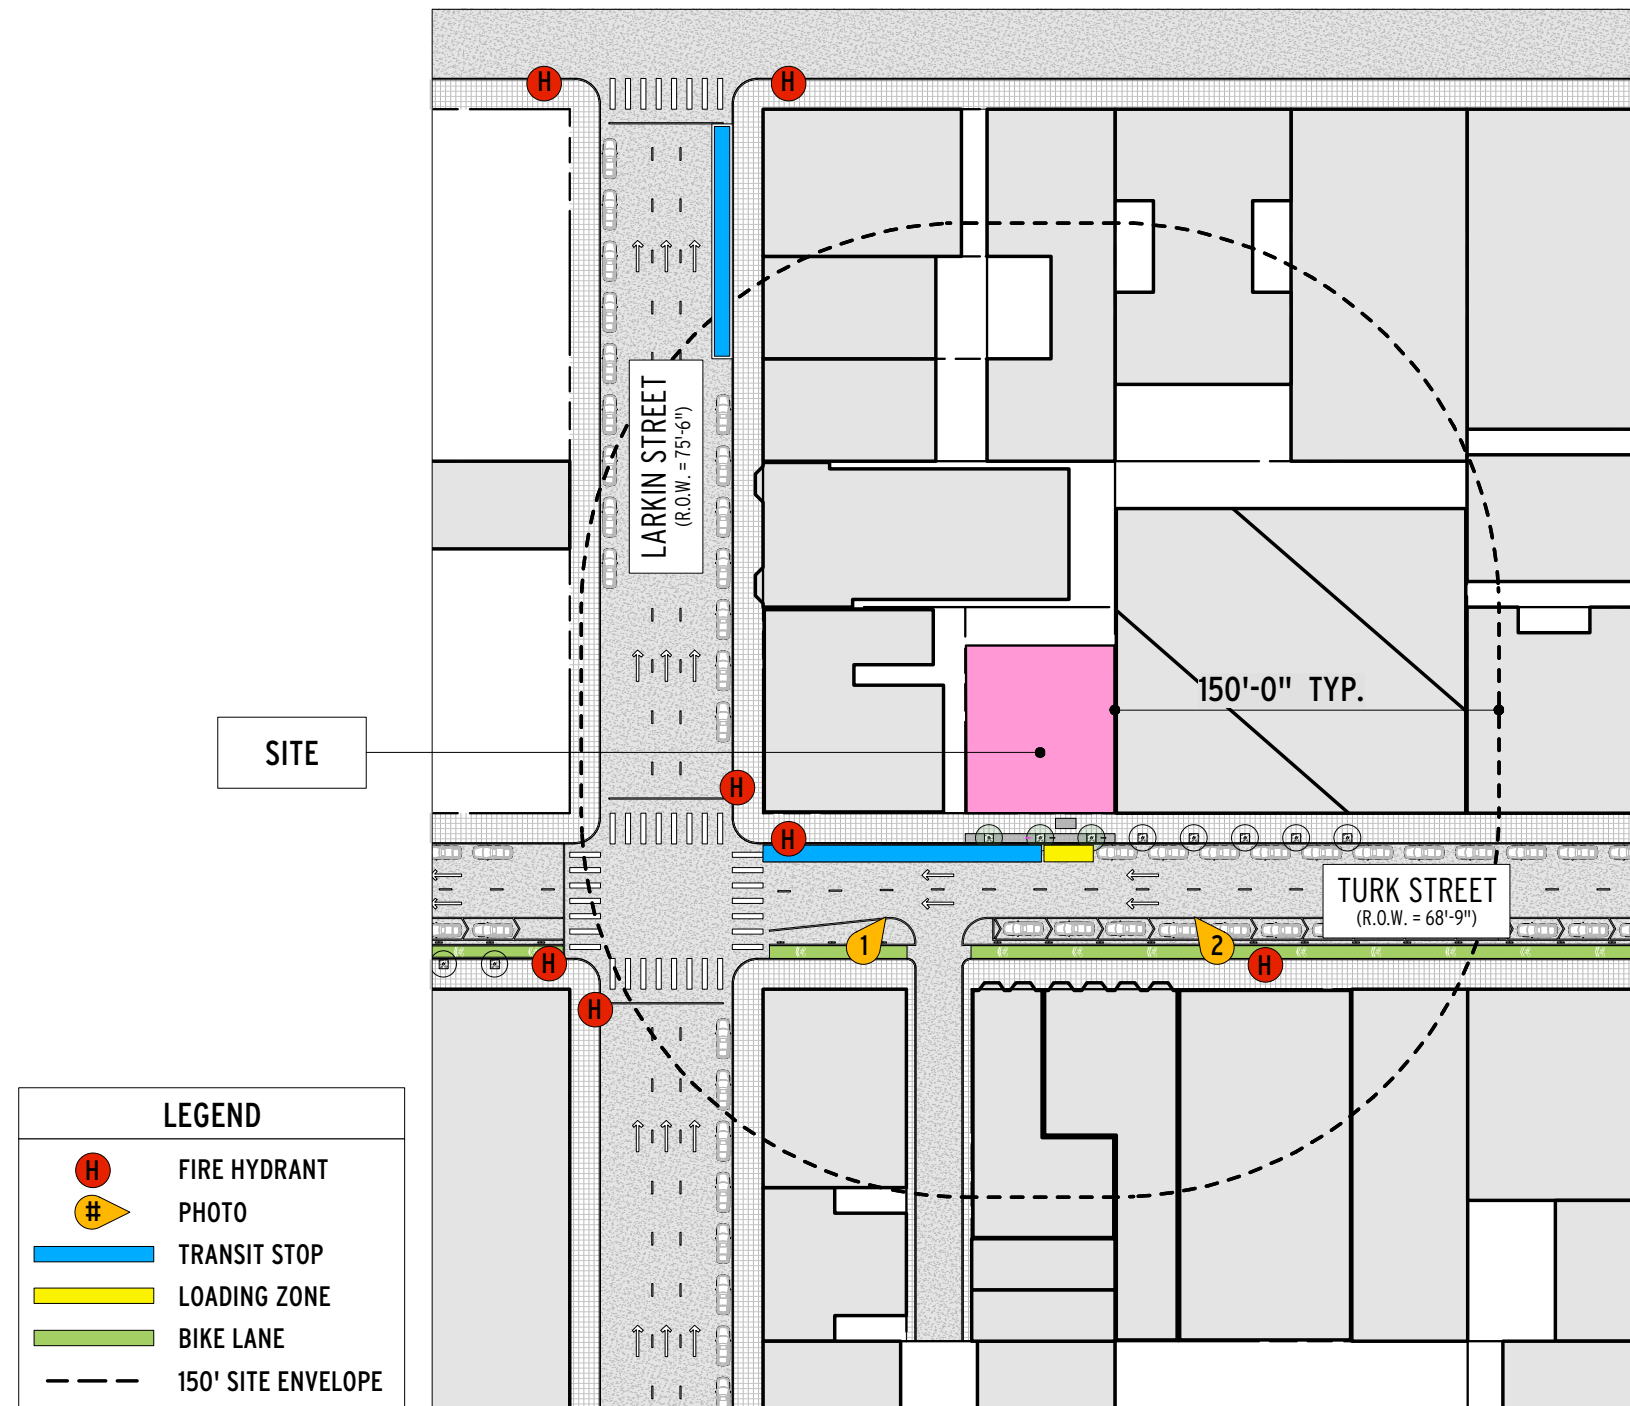 H
H
LARKIN STREET
(R.O.W. = 75'-6")
150'-0" TYP.
SITE
H
H
TURK STREET
(R.O.W. = 68'-9")
1
2
H
H
H
LEGEND
H FIRE HYDRANT
# PHOTO
TRANSIT STOP
LOADING ZONE
BIKE LANE
150' SITE ENVELOPE